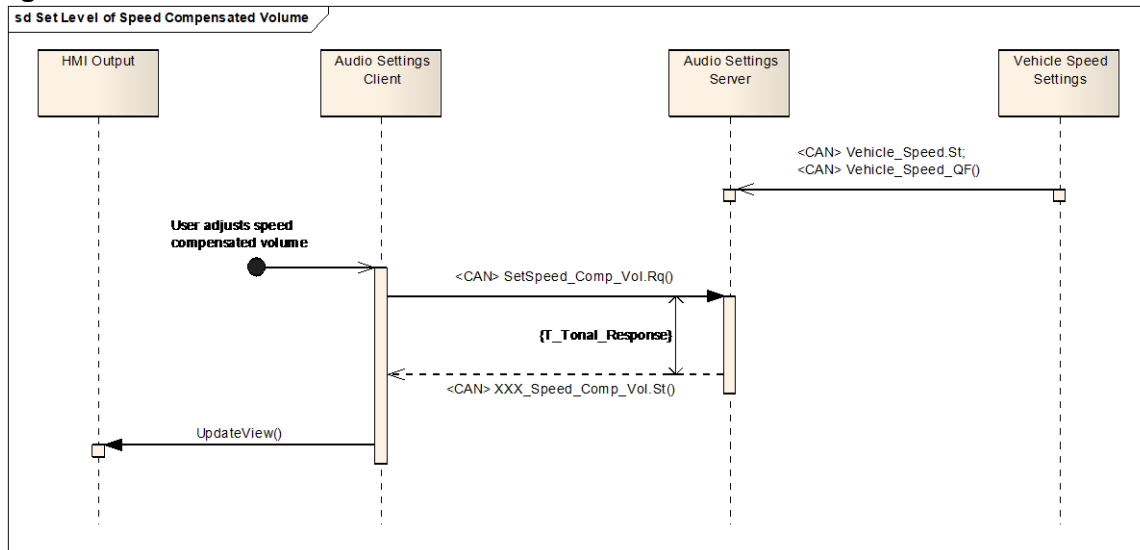 sd Set Level of Speed Compensated Volume
HMI Output
Audio Settings
Client
Audio Settings
Server
Vehicle Speed
Settings
<CAN> Vehicle_Speed.St;
<CAN> Vehicle_Speed_QF()
User adjusts speed
compensated volume
<CAN> SetSpeed_Comp_Vol.Rq()
{T_Tonal_Response}
<CAN> XXX_Speed_Comp_Vol.St()
UpdateView()